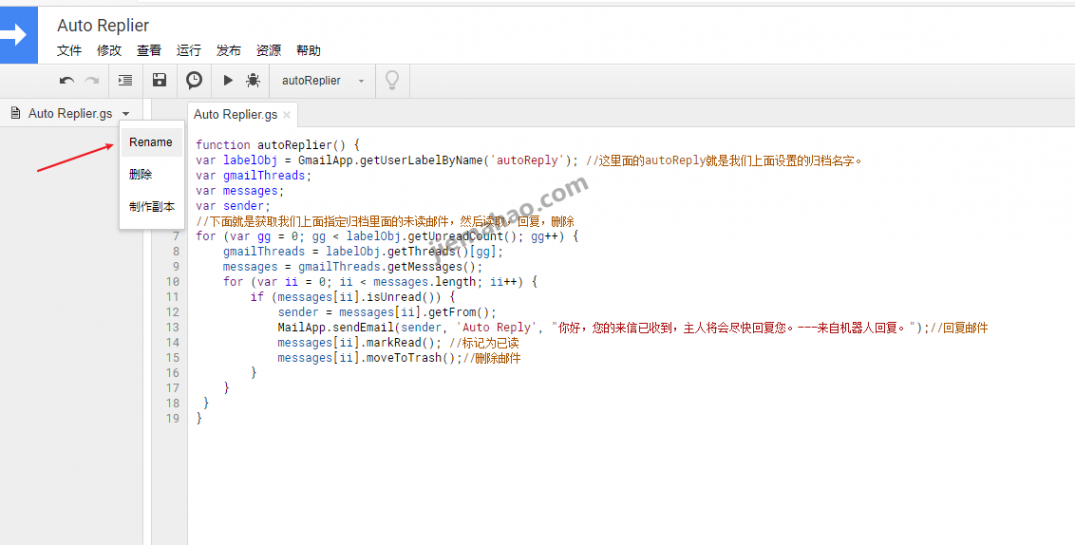 Auto Replier
文件 修改 查看 运行 发布 资源 帮助
autoReplier
Auto Replier.gs
Auto Replier.gs ×
Rename
删除
制作副本
function autoReplier() {
var labelObj = GmailApp.getUserLabelByName('autoReply'); //这里面的autoReply就是我们上面设置的归档名字。
var gmailThreads;
var messages;
var sender;
//下面就是获取我们上面指定归档里面的未读邮件，然后读取，回复，删除
7 for (var gg = 0; gg < labelObj.getUnreadCount(); gg++) {
8 gmailThreads = labelObj.getThreads()[gg];
9 messages = gmailThreads.getMessages();
10 for (var ii = 0; ii < messages.length; ii++) {
11 if (messages[ii].isUnread()) {
12 sender = messages[ii].getFrom();
13 MailApp.sendEmail(sender, 'Auto Reply', "你好，您的来信已收到，主人将会尽快回复您。---来自机器人回复。");//回复邮件
14 messages[ii].markRead(); //标记为已读
15 messages[ii].moveToTrash();//删除邮件
16 }
17 }
18 }
19 }
jiemahao.com